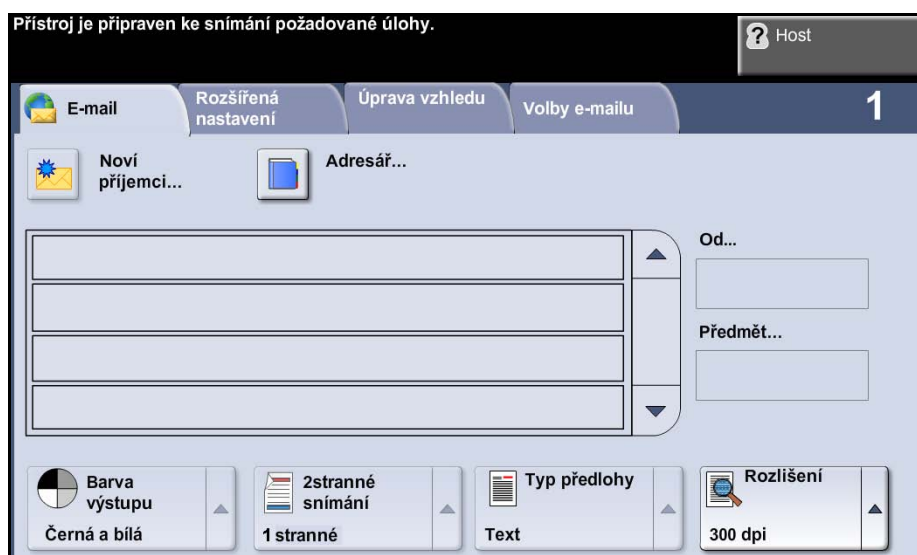 Přístroj je připraven ke snímání požadované úlohy.
? Host
E-mail
Rozšířená
nastavení
Úprava vzhledu
Volby e-mailu
1
Noví
příjemci...
Adresář...
Od...
Předmět...
Barva
výstupu
Černá a bílá
2stranné
snímání
1 stranné
Typ předlohy
Text
Rozlišení
300 dpi